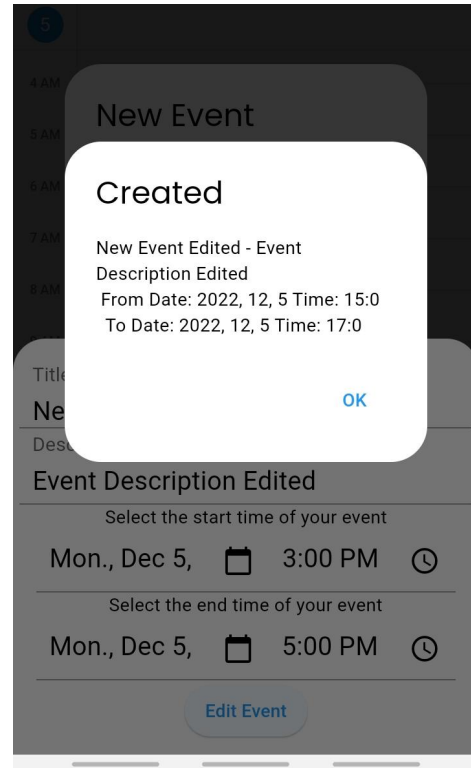 5
4 AM
New Event
5 AM
6 AM
Created
7 AM
New Event Edited - Event
Description Edited
8 AM
From Date: 2022, 12, 5 Time: 15:0
To Date: 2022, 12, 5 Time: 17:0
Title
OK
Ne
Desc
Event Description Edited
Select the start time of your event
Mon., Dec 5, 3:00 PM
Select the end time of your event
Mon., Dec 5, 5:00 PM
Edit Event